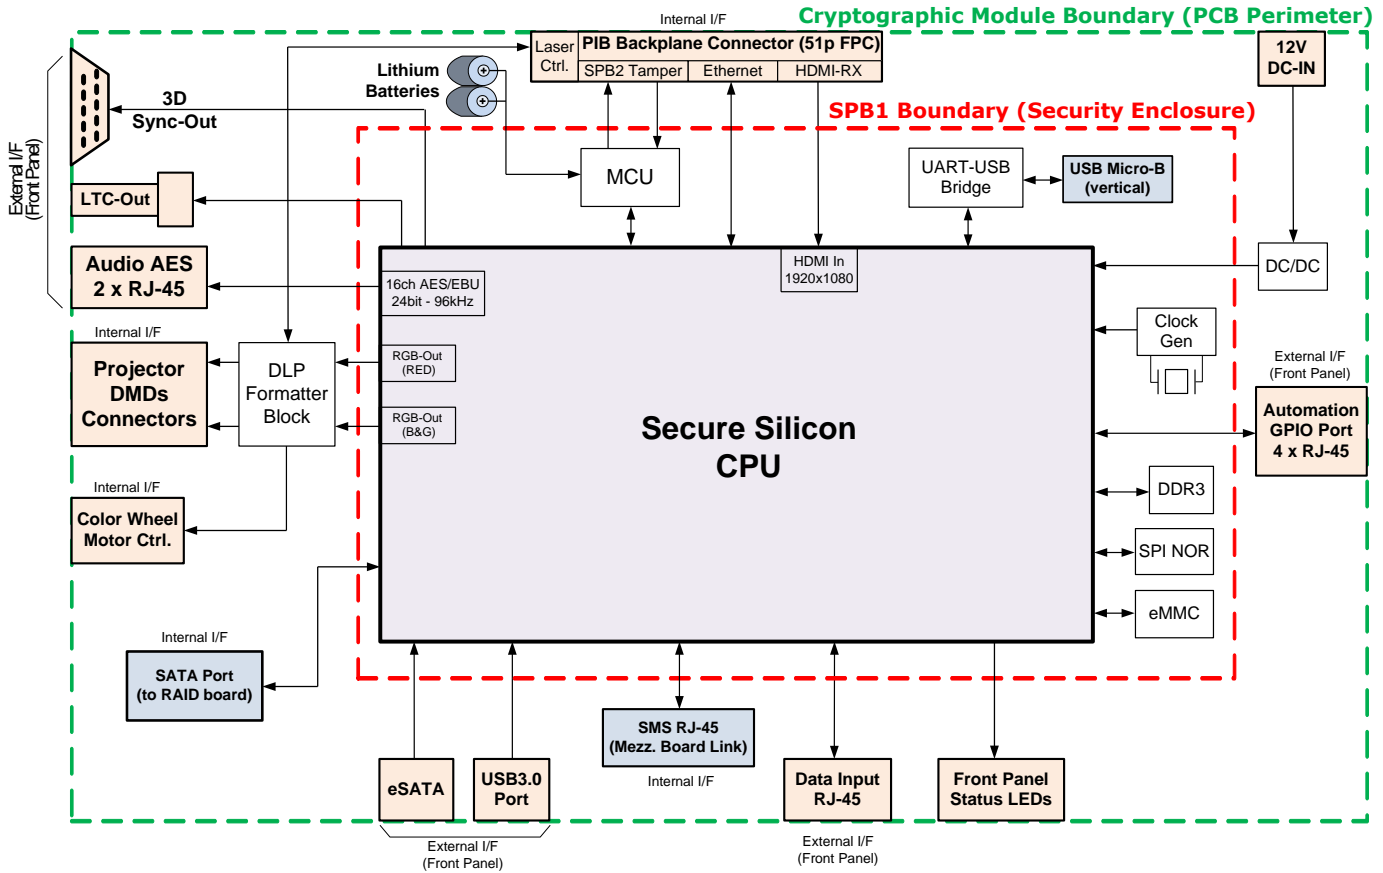 Internal I/F
Cryptographic Module Boundary (PCB Perimeter)
Laser
Ctrl.
PIB Backplane Connector (51p FPC)
SPB2 Tamper
Ethernet
HDMI-RX
12V
DC-IN
Lithium
Batteries
3D
Sync-Out
SPB1 Boundary (Security Enclosure)
External I/F
(Front Panel)
MCU
UART-USB
Bridge
USB Micro-B
(vertical)
LTC-Out
Audio AES
2 x RJ-45
16ch AES/EBU
24bit - 96kHz
HDMI In
1920x1080
DC/DC
Clock
Gen
Internal I/F
Projector
DMDs
Connectors
DLP
Formatter
Block
RGB-Out
(RED)
RGB-Out
(B&G)
Secure Silicon
CPU
External I/F
(Front Panel)
Automation
GPIO Port
4 x RJ-45
Internal I/F
Color Wheel
Motor Ctrl.
DDR3
SPI NOR
eMMC
Internal I/F
SATA Port
(to RAID board)
SMS RJ-45
(Mezz. Board Link)
Internal I/F
eSATA
USB3.0
Port
Data Input
RJ-45
Front Panel
Status LEDs
External I/F
(Front Panel)
External I/F
(Front Panel)